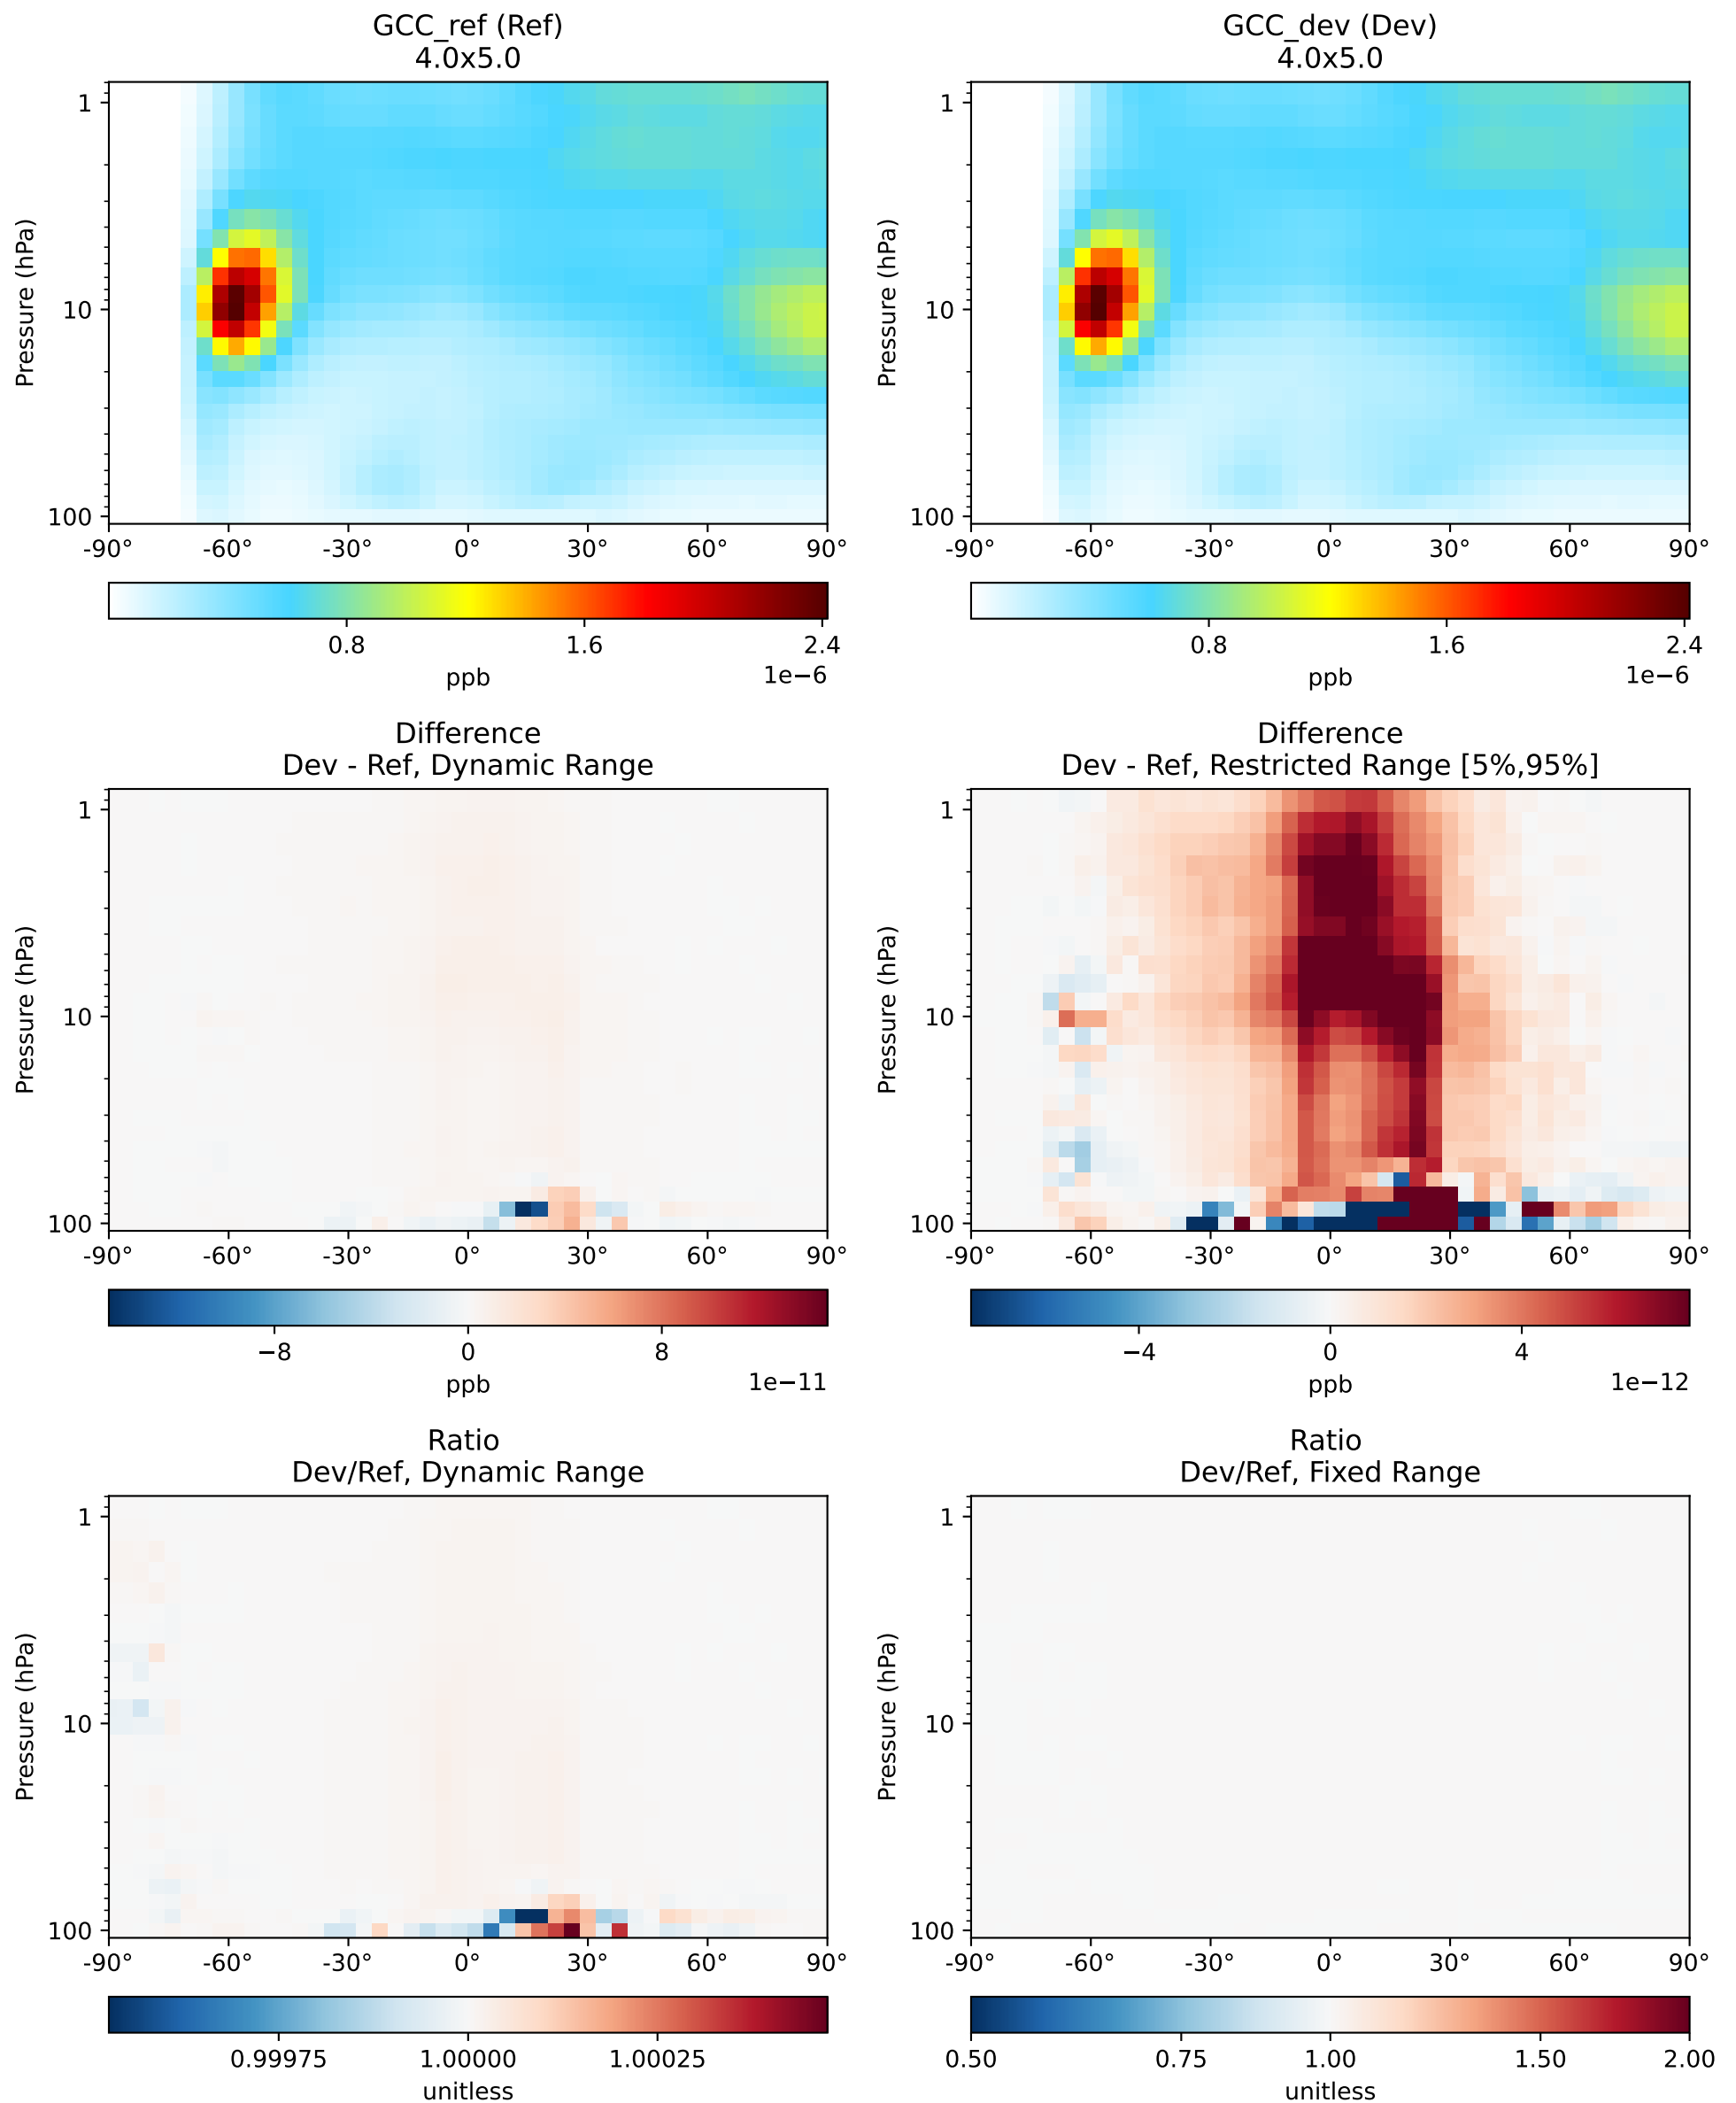 GCC_ref (Ref)
4.0x5.0
GCC_dev (Dev)
4.0x5.0
Pressure (hPa)
1
10
100
-90° -60° -30° 0° 30° 60° 90°
0.8 1.6 2.4
1e−6
ppb
Pressure (hPa)
1
10
100
-90° -60° -30° 0° 30° 60° 90°
0.8 1.6 2.4
1e−6
ppb
Difference
Dev - Ref, Dynamic Range
Difference
Dev - Ref, Restricted Range [5%,95%]
Pressure (hPa)
1
10
100
-90° -60° -30° 0° 30° 60° 90°
−8 0 8
1e−11
ppb
Pressure (hPa)
1
10
100
-90° -60° -30° 0° 30° 60° 90°
−4 0 4
1e−12
ppb
Ratio
Dev/Ref, Dynamic Range
Ratio
Dev/Ref, Fixed Range
Pressure (hPa)
1
10
100
-90° -60° -30° 0° 30° 60° 90°
0.99975 1.00000 1.00025
unitless
Pressure (hPa)
1
10
100
-90° -60° -30° 0° 30° 60° 90°
0.50 0.75 1.00 1.50 2.00
unitless